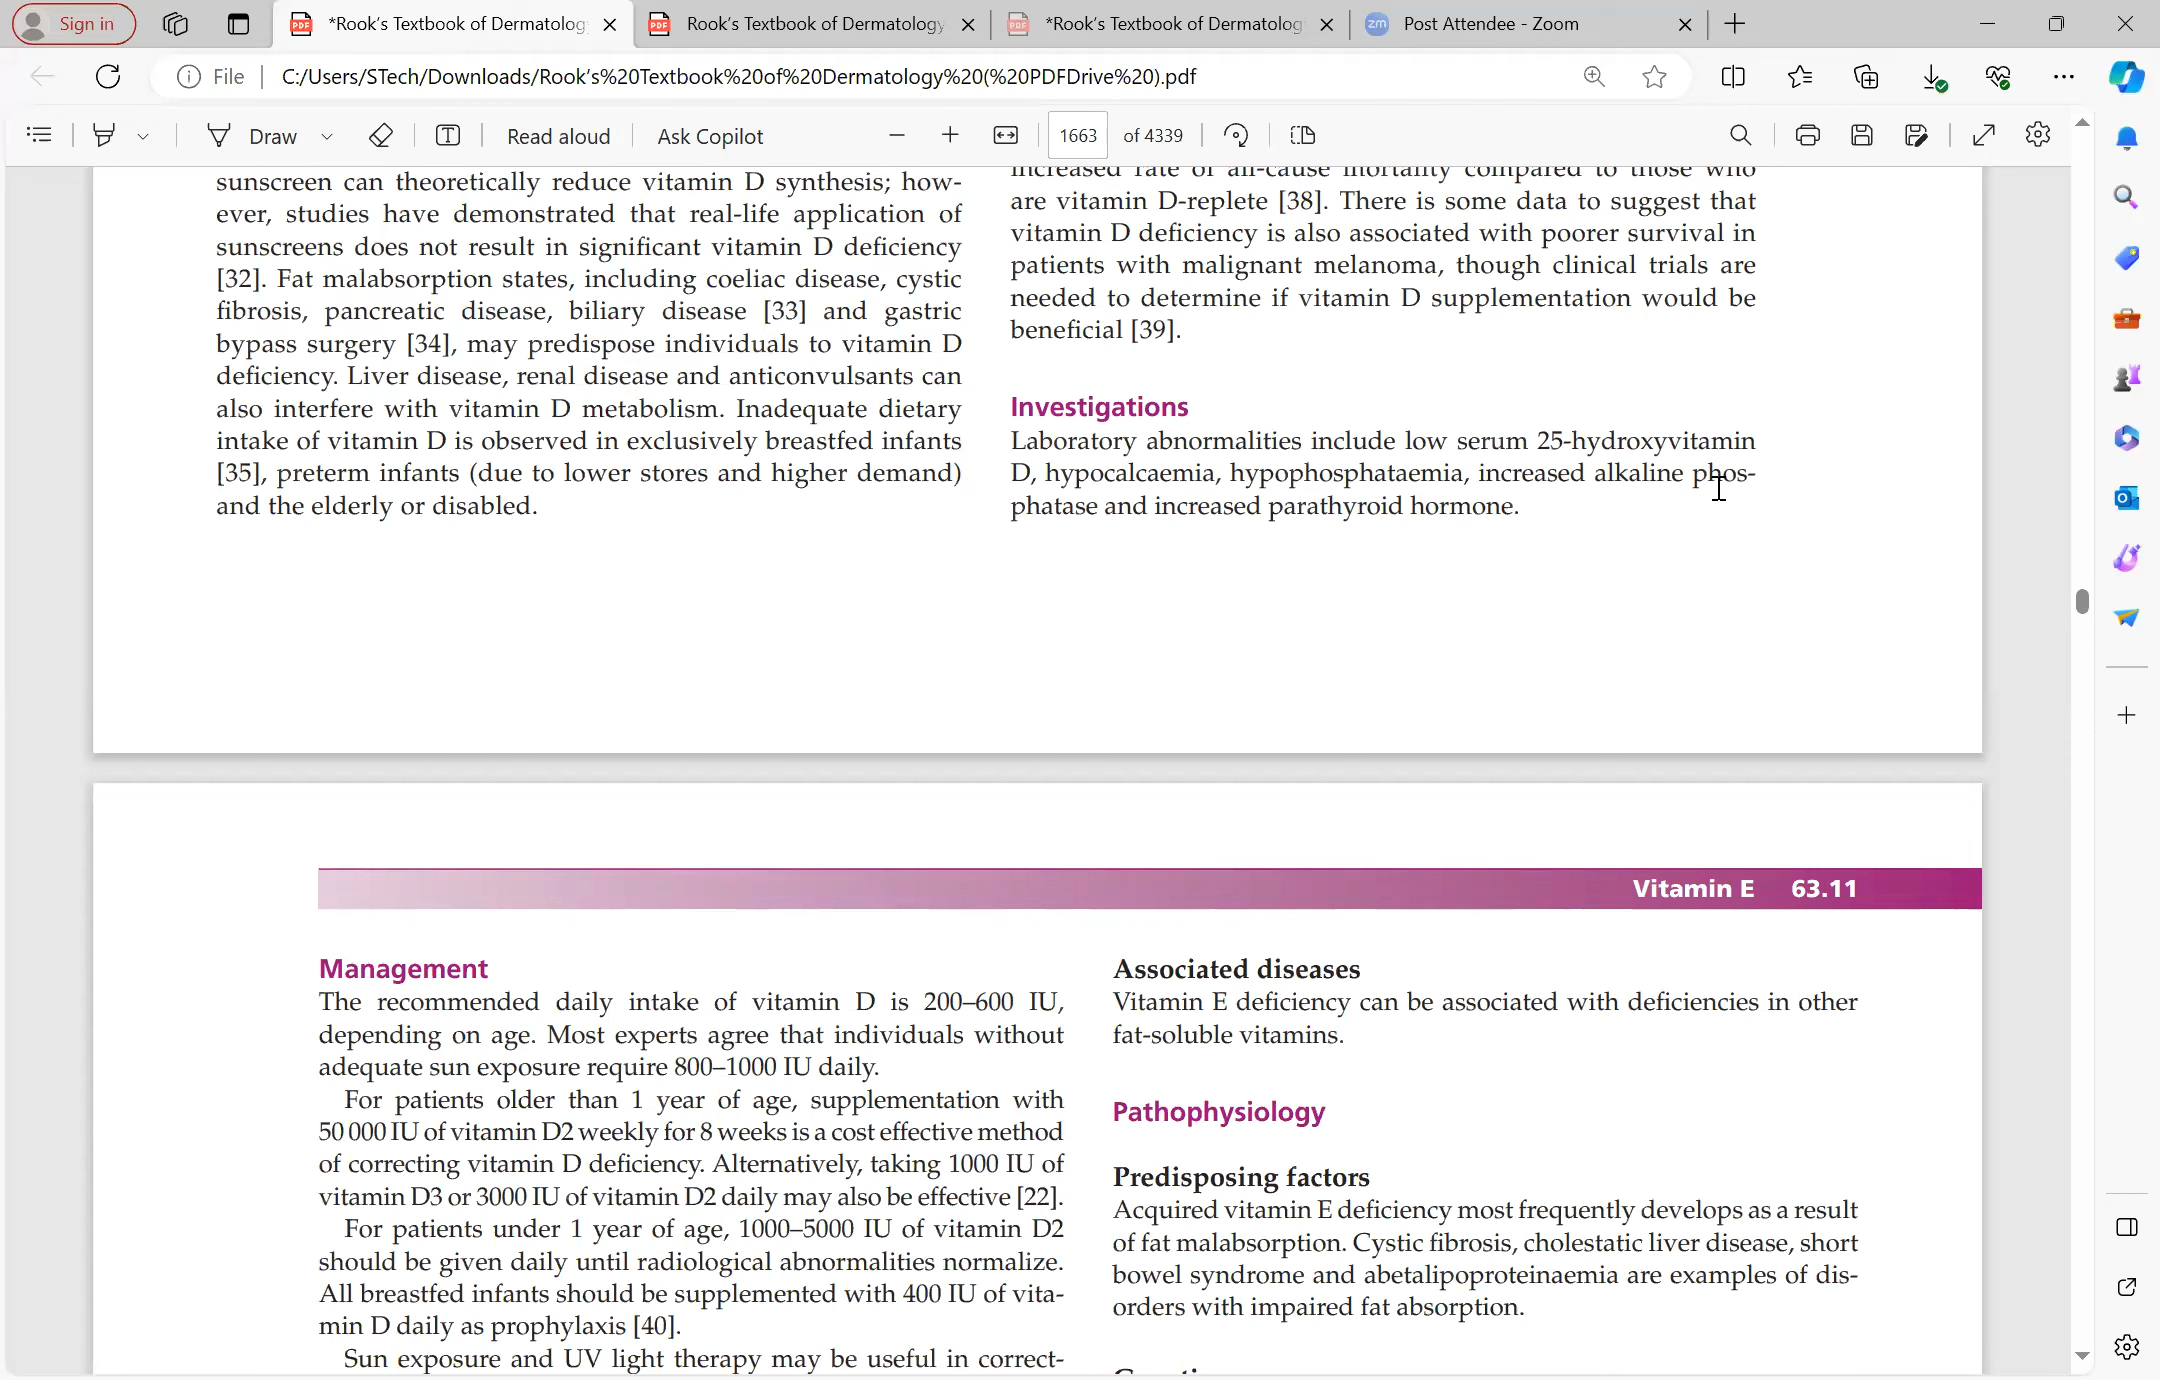 Sign in
*Rook's Textbook of Dermatolog
Rook's Textbook of Dermatology
*Rook's Textbook of Dermatolog
zm Post Attendee - Zoom
File
C:/Users/STech/Downloads/Rook's%20Textbook%20of%20Dermatology%20(%20PDFDrive%20).pdf
Draw
Read aloud
Ask Copilot
1663 of 4339
sunscreen can theoretically reduce vitamin D synthesis; how-
ever, studies have demonstrated that real-life application of
sunscreens does not result in significant vitamin D deficiency
[32]. Fat malabsorption states, including coeliac disease, cystic
fibrosis, pancreatic disease, biliary disease [33] and gastric
bypass surgery [34], may predispose individuals to vitamin D
deficiency. Liver disease, renal disease and anticonvulsants can
also interfere with vitamin D metabolism. Inadequate dietary
intake of vitamin D is observed in exclusively breastfed infants
[35], preterm infants (due to lower stores and higher demand)
and the elderly or disabled.
increased rate of all-cause mortality compared to those who
are vitamin D-replete [38]. There is some data to suggest that
vitamin D deficiency is also associated with poorer survival in
patients with malignant melanoma, though clinical trials are
needed to determine if vitamin D supplementation would be
beneficial [39].
Investigations
Laboratory abnormalities include low serum 25-hydroxyvitamin
D, hypocalcaemia, hypophosphataemia, increased alkaline phos-
phatase and increased parathyroid hormone.
Vitamin E 63.11
Management
The recommended daily intake of vitamin D is 200–600 IU,
depending on age. Most experts agree that individuals without
adequate sun exposure require 800–1000 IU daily.
For patients older than 1 year of age, supplementation with
50 000 IU of vitamin D2 weekly for 8 weeks is a cost effective method
of correcting vitamin D deficiency. Alternatively, taking 1000 IU of
vitamin D3 or 3000 IU of vitamin D2 daily may also be effective [22].
For patients under 1 year of age, 1000–5000 IU of vitamin D2
should be given daily until radiological abnormalities normalize.
All breastfed infants should be supplemented with 400 IU of vita-
min D daily as prophylaxis [40].
Sun exposure and UV light therapy may be useful in correct-
Associated diseases
Vitamin E deficiency can be associated with deficiencies in other
fat-soluble vitamins.
Pathophysiology
Predisposing factors
Acquired vitamin E deficiency most frequently develops as a result
of fat malabsorption. Cystic fibrosis, cholestatic liver disease, short
bowel syndrome and abetalipoproteinaemia are examples of dis-
orders with impaired fat absorption.